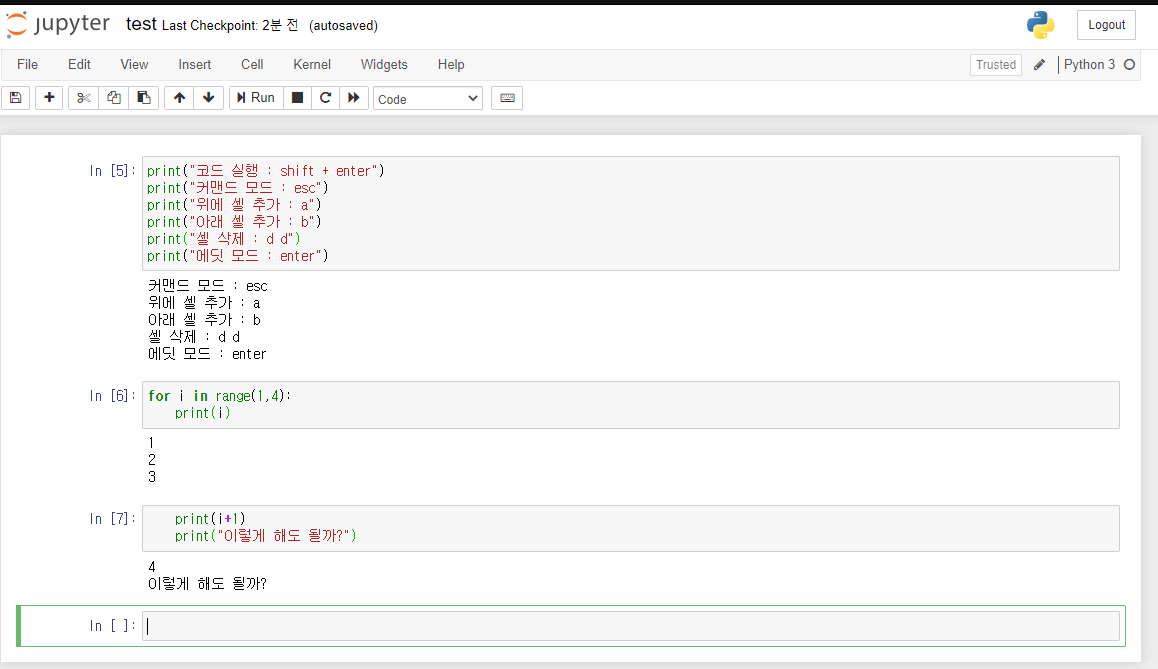 jupyter test Last Checkpoint: 2분 전 (autosaved) Logout
File Edit View Insert Cell Kernel Widgets Help Trusted Python 3
Run Code
In [5]: print("코드 실행 : shift + enter")
print("커맨드 모드 : esc")
print("위에 셀 추가 : a")
print("아래 셀 추가 : b")
print("셀 삭제 : d d")
print("에딧 모드 : enter")
커맨드 모드 : esc
위에 셀 추가 : a
아래 셀 추가 : b
셀 삭제 : d d
에딧 모드 : enter
In [6]: for i in range(1,4):
print(i)
1
2
3
In [7]: print(i+1)
print("이렇게 해도 될까?")
4
이렇게 해도 될까?
In [ ]: